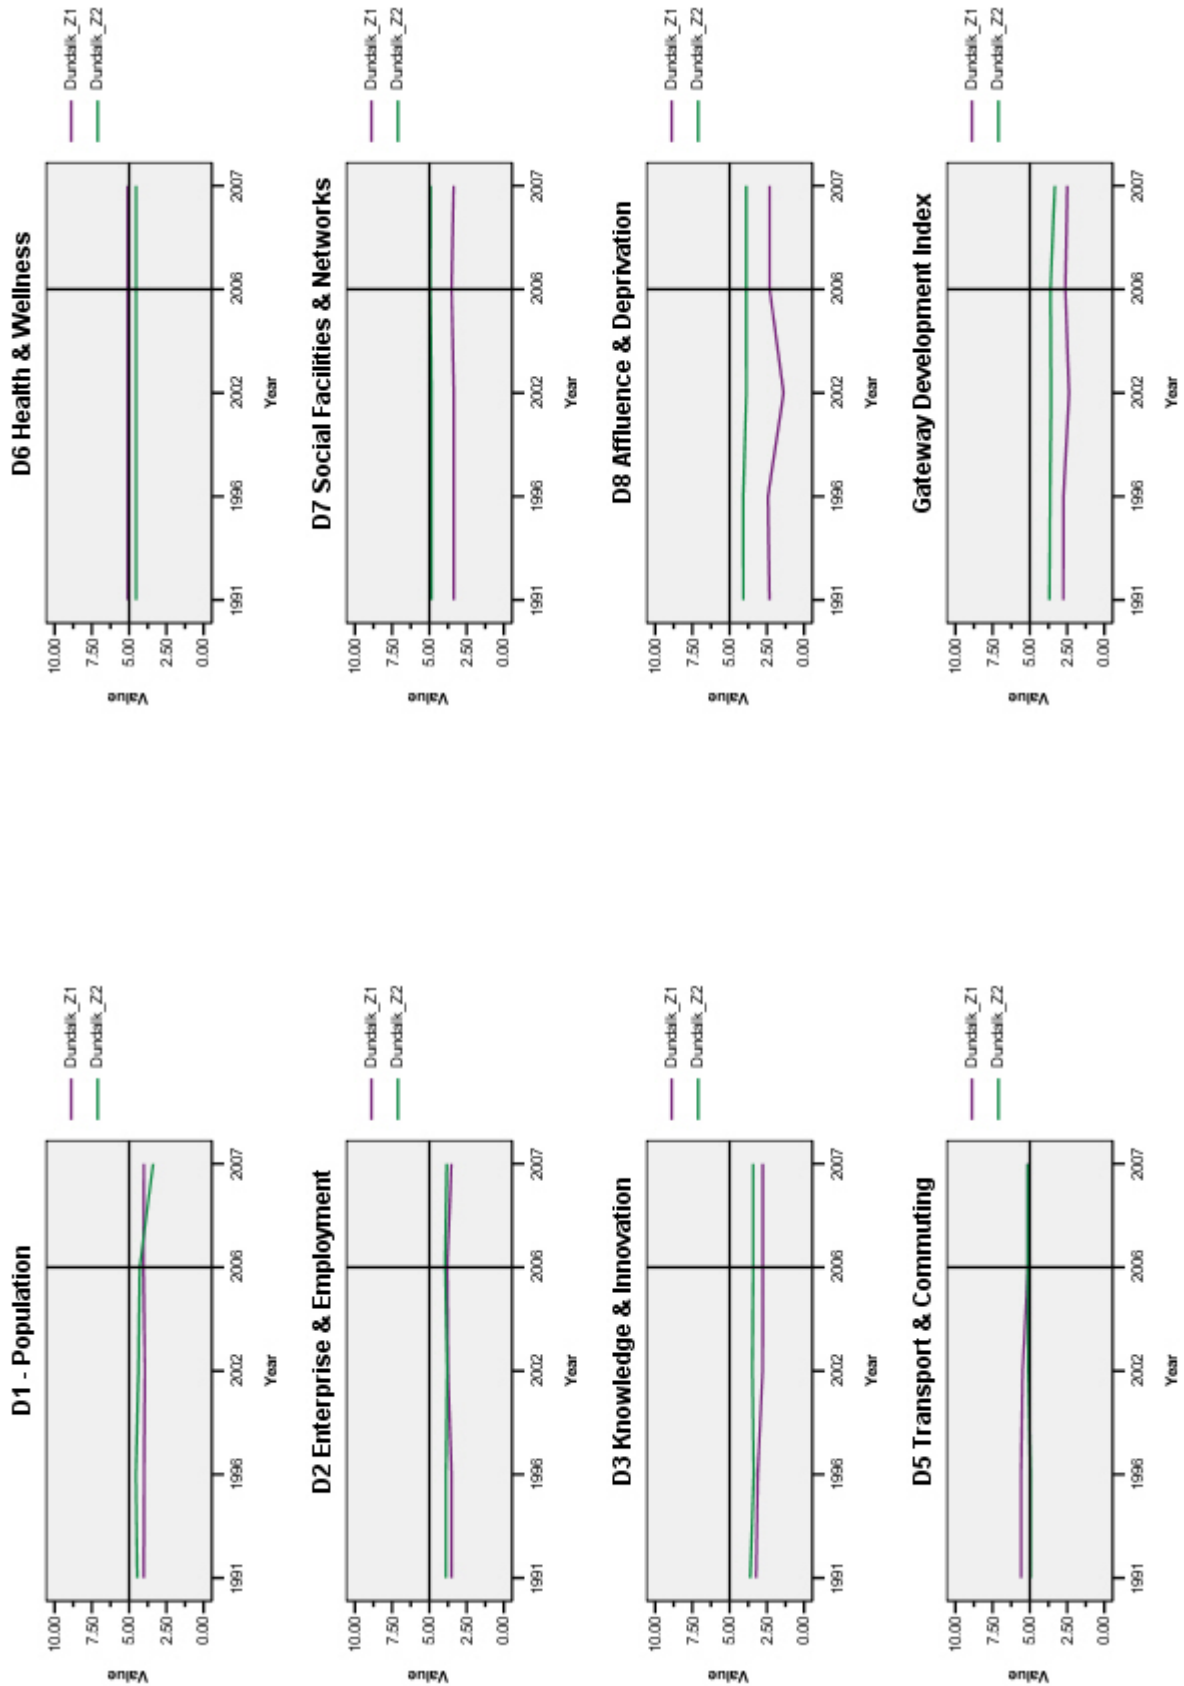 D1 - Population
Value
10.00
7.50
5.00
2.50
0.00
1991 1996 2002 2006 2007
Year
Dundalk_Z1
Dundalk_Z2
D2 Enterprise & Employment
Value
10.00
7.50
5.00
2.50
0.00
1991 1996 2002 2006 2007
Year
Dundalk_Z1
Dundalk_Z2
D3 Knowledge & Innovation
Value
10.00
7.50
5.00
2.50
0.00
1991 1996 2002 2006 2007
Year
Dundalk_Z1
Dundalk_Z2
D5 Transport & Commuting
Value
10.00
7.50
5.00
2.50
0.00
1991 1996 2002 2006 2007
Year
Dundalk_Z1
Dundalk_Z2
D6 Health & Wellness
Value
10.00
7.50
5.00
2.50
0.00
1991 1996 2002 2006 2007
Year
Dundalk_Z1
Dundalk_Z2
D7 Social Facilities & Networks
Value
10.00
7.50
5.00
2.50
0.00
1991 1996 2002 2006 2007
Year
Dundalk_Z1
Dundalk_Z2
D8 Affluence & Deprivation
Value
10.00
7.50
5.00
2.50
0.00
1991 1996 2002 2006 2007
Year
Dundalk_Z1
Dundalk_Z2
Gateway Development Index
Value
10.00
7.50
5.00
2.50
0.00
1991 1996 2002 2006 2007
Year
Dundalk_Z1
Dundalk_Z2